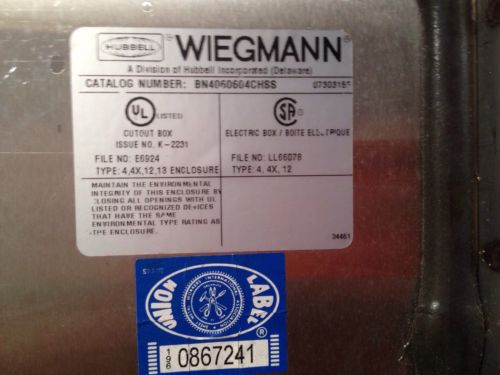 HUBBELL
WIEGMANN
A Division of Hubbell Incorporated (Delaware)
CATALOG NUMBER: BN4060604CHSS
UL LISTED
CUTOUT BOX
ISSUE NO. K-2231
FILE NO: E6924
TYPE: 4,4X,12,13 ENCLOSURE
SA
ELECTRIC BOX / BOITE
FILE NO: LL66078
TYPE: 4, 4X, 12
MAINTAIN THE ENVIRONMENTAL
INTEGRITY OF THIS ENCLOSURE BY
CLOSING ALL OPENINGS WITH UL
LISTED OR RECOGNIZED DEVICES
THAT HAVE THE SAME
ENVIRONMENTAL TYPE RATING AS
THE ENCLOSURE.
34461
UNION LABEL
®
0867241